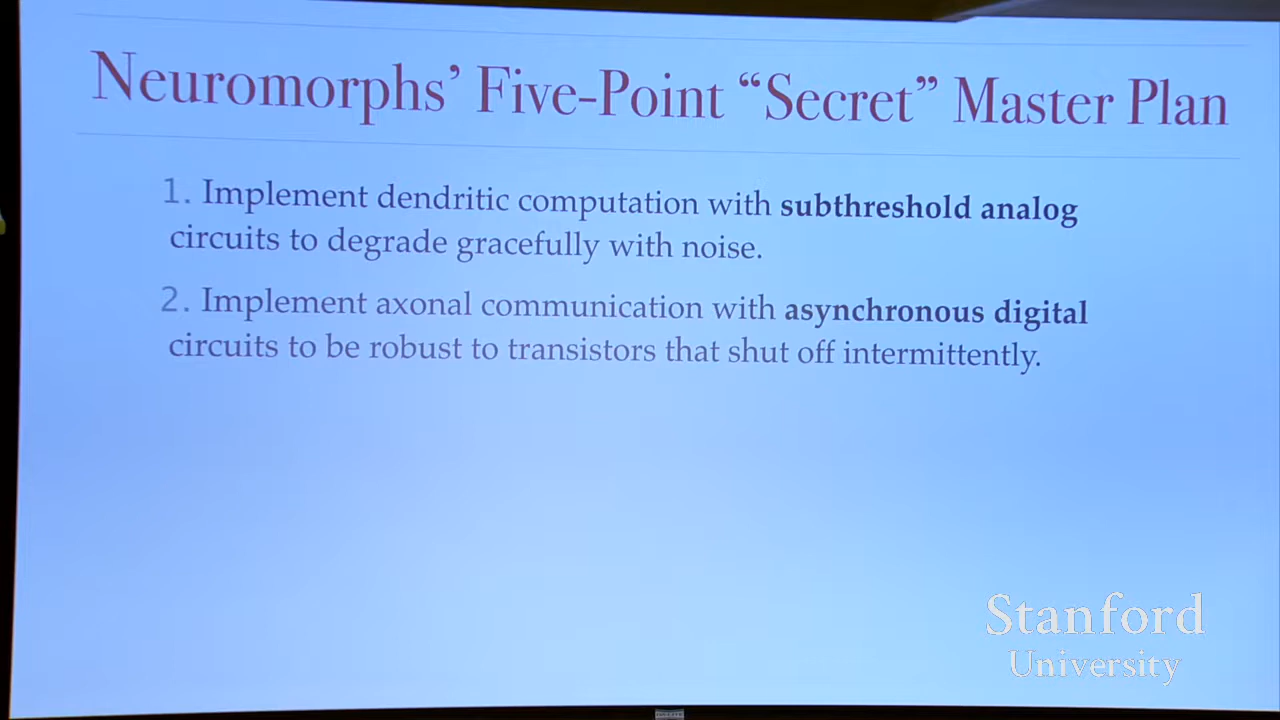 Neuromorphs’ Five-Point “Secret” Master Plan
1. Implement dendritic computation with subthreshold analog
circuits to degrade gracefully with noise.
2. Implement axonal communication with asynchronous digital
circuits to be robust to transistors that shut off intermittently.
Stanford
University